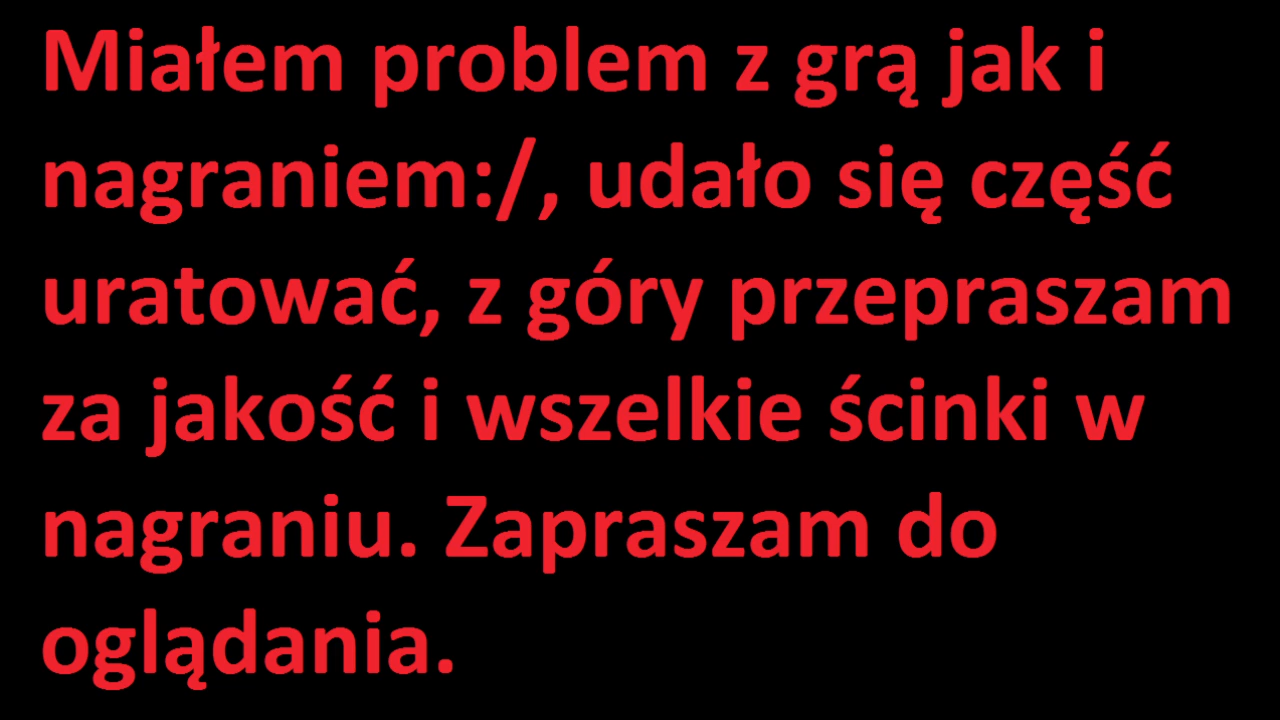 Miałem problem z grą jak i
nagraniem:/, udało się część
uratować, z góry przepraszam
za jakość i wszelkie ścinki w
nagraniu. Zapraszam do
oglądania.